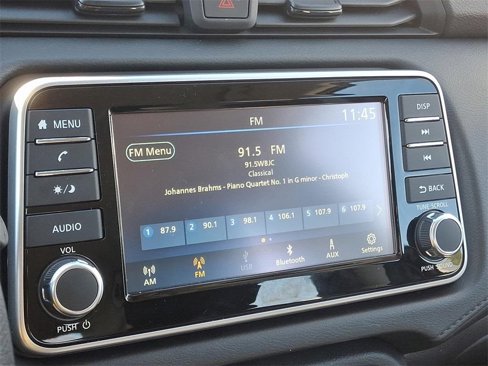 FM
11:45
DISP
MENU
FM Menu
91.5 FM
91.5WBJC
Classical
Johannes Brahms - Piano Quartet No. 1 in G minor - Christoph
BACK
AUDIO
1 87.9
2 90.1
3 98.1
4 106.1
5 107.9
6 107.9
TUNE·SCROLL
VOL
AM
FM
USB
Bluetooth
AUX
Settings
PUSH SOUND
PUSH